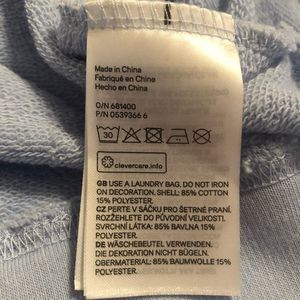 Made in China
Fabriqué en Chine
Hecho en China
O/N 681400
P/N 0539366 6
30
clevercare.info
GB USE A LAUNDRY BAG. DO NOT IRON
ON DECORATION. SHELL: 85% COTTON
15% POLYESTER.
CZ PERTE V SÁČKU PRO ŠETRNÉ PRANÍ.
ROZŽEHLETE DO PŮVODNÍ VELIKOSTI.
SVRCHNÍ LÁTKA: 85% BAVLNA 15%
POLYESTER.
DE WÄSCHEBEUTEL VERWENDEN.
DIE DEKORATION NICHT BÜGELN.
OBERMATERIAL: 85% BAUMWOLLE 15%
POLYESTER.